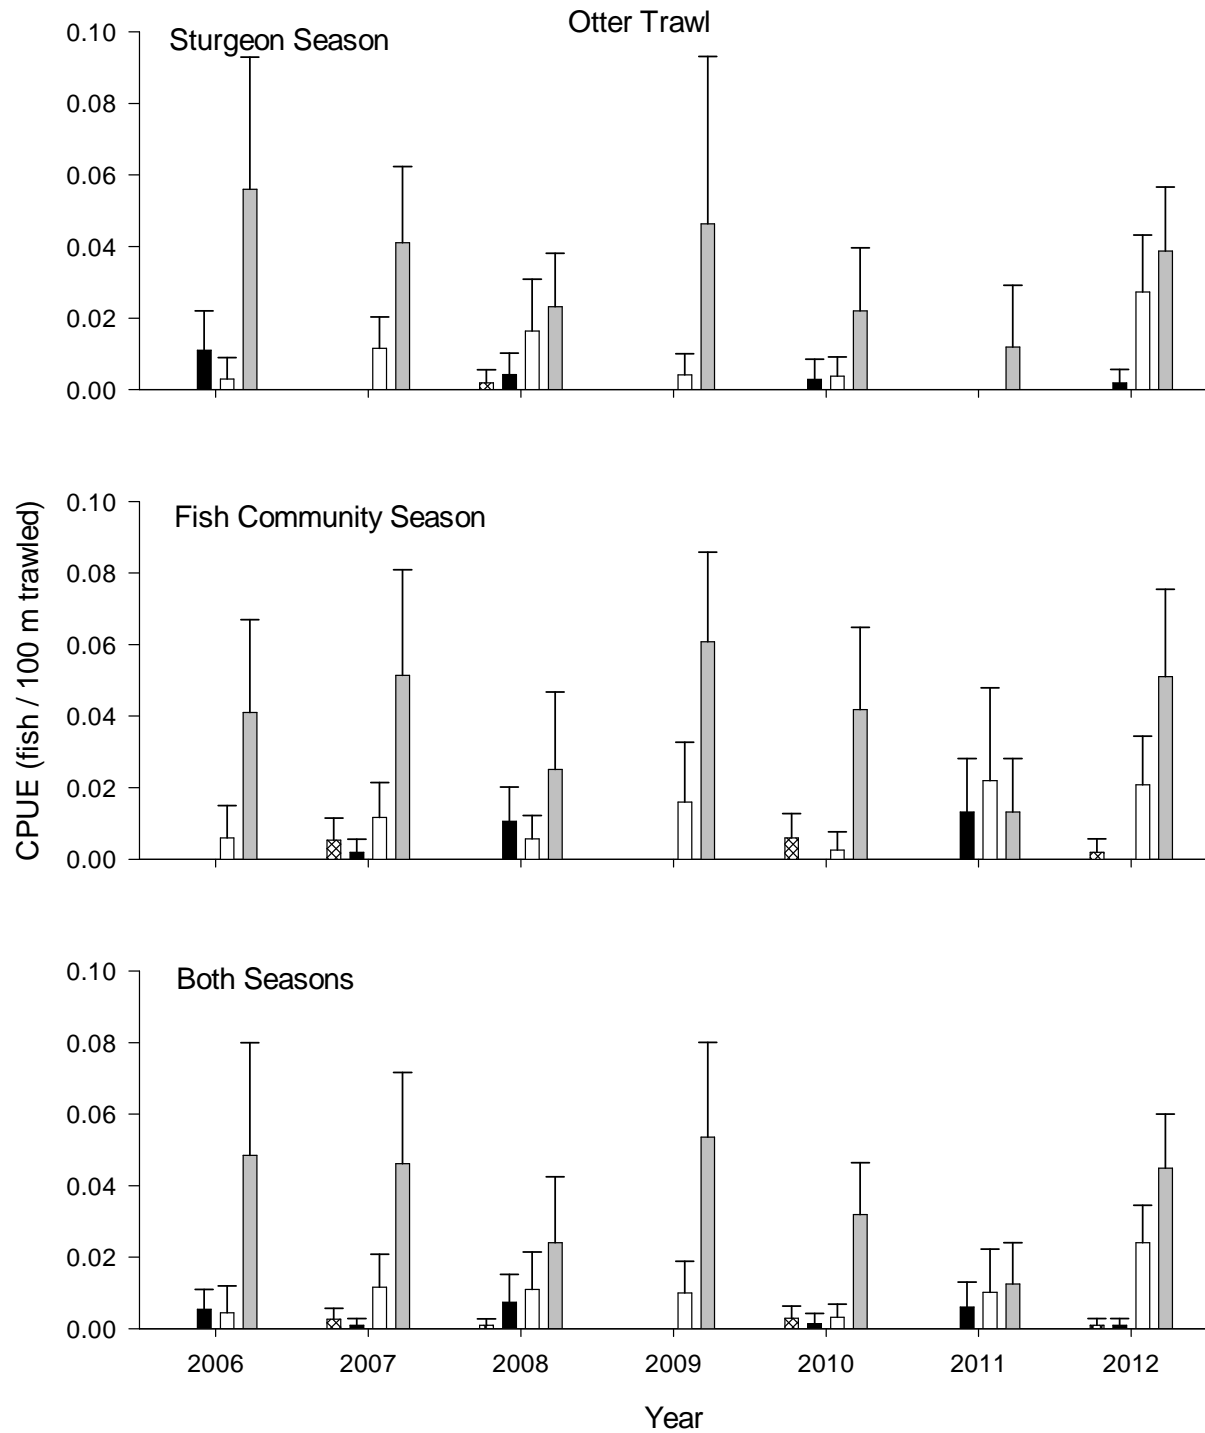 Otter Trawl
Sturgeon Season
0.10
0.08
0.06
0.04
0.02
0.00
Fish Community Season
0.10
0.08
0.06
0.04
0.02
0.00
CPUE (fish / 100 m trawled)
Both Seasons
0.10
0.08
0.06
0.04
0.02
0.00
2006 2007 2008 2009 2010 2011 2012
Year